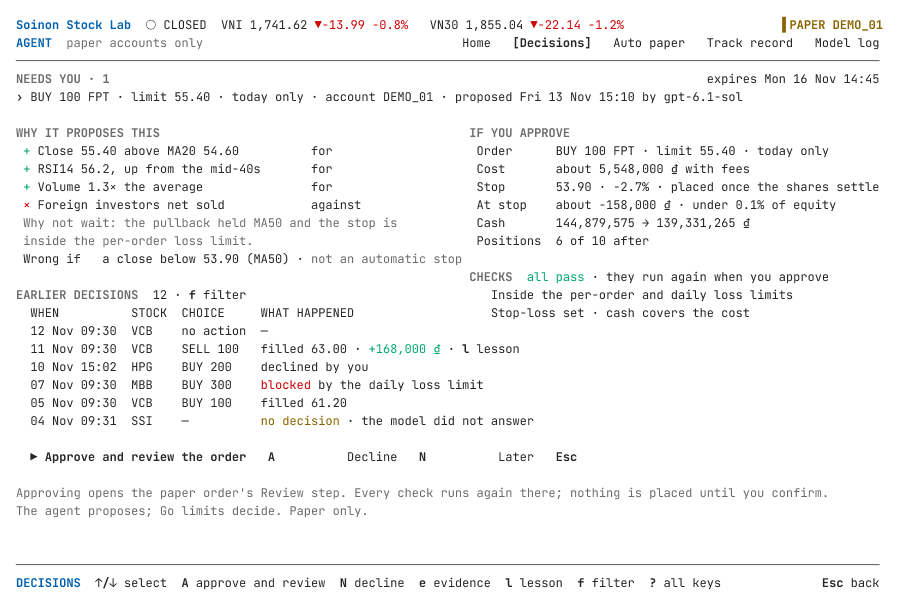 Soinon Stock Lab ○ CLOSED VNI 1,741.62 ▼-13.99 -0.8% VN30 1,855.04 ▼-22.14 -1.2% PAPER DEMO_01
AGENT paper accounts only Home [Decisions] Auto paper Track record Model log
NEEDS YOU · 1 expires Mon 16 Nov 14:45
› BUY 100 FPT · limit 55.40 · today only · account DEMO_01 · proposed Fri 13 Nov 15:10 by gpt-6.1-sol
WHY IT PROPOSES THIS
+ Close 55.40 above MA20 54.60 for
+ RSI14 56.2, up from the mid-40s for
+ Volume 1.3× the average for
× Foreign investors net sold against
Why not wait: the pullback held MA50 and the stop is
inside the per-order loss limit.
Wrong if a close below 53.90 (MA50) · not an automatic stop
IF YOU APPROVE
Order BUY 100 FPT · limit 55.40 · today only
Cost about 5,548,000 ₫ with fees
Stop 53.90 · -2.7% · placed once the shares settle
At stop about -158,000 ₫ · under 0.1% of equity
Cash 144,879,575 → 139,331,265 ₫
Positions 6 of 10 after
CHECKS all pass · they run again when you approve
Inside the per-order and daily loss limits
Stop-loss set · cash covers the cost
EARLIER DECISIONS 12 · f filter
WHEN STOCK CHOICE WHAT HAPPENED
12 Nov 09:30 VCB no action —
11 Nov 09:30 VCB SELL 100 filled 63.00 · +168,000 ₫ · l lesson
10 Nov 15:02 HPG BUY 200 declined by you
07 Nov 09:30 MBB BUY 300 blocked by the daily loss limit
05 Nov 09:30 VCB BUY 100 filled 61.20
04 Nov 09:31 SSI — no decision · the model did not answer
► Approve and review the order A Decline N Later Esc
Approving opens the paper order's Review step. Every check runs again there; nothing is placed until you confirm.
The agent proposes; Go limits decide. Paper only.
DECISIONS ↑/↓ select A approve and review N decline e evidence l lesson f filter ? all keys Esc back